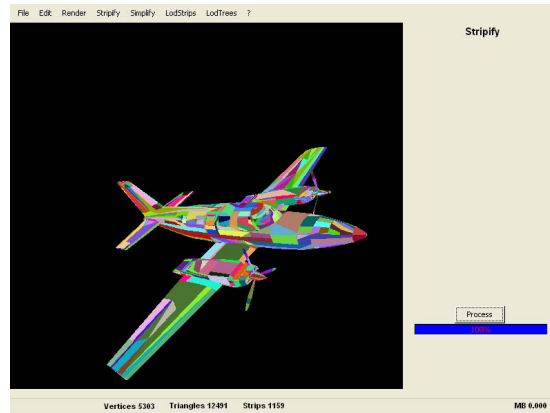 File Edit Render Stripify Simplify LodStrips LodTrees ?
Stripify
Process
100%
Vertices 5303 Triangles 12491 Strips 1159 MB 0.000